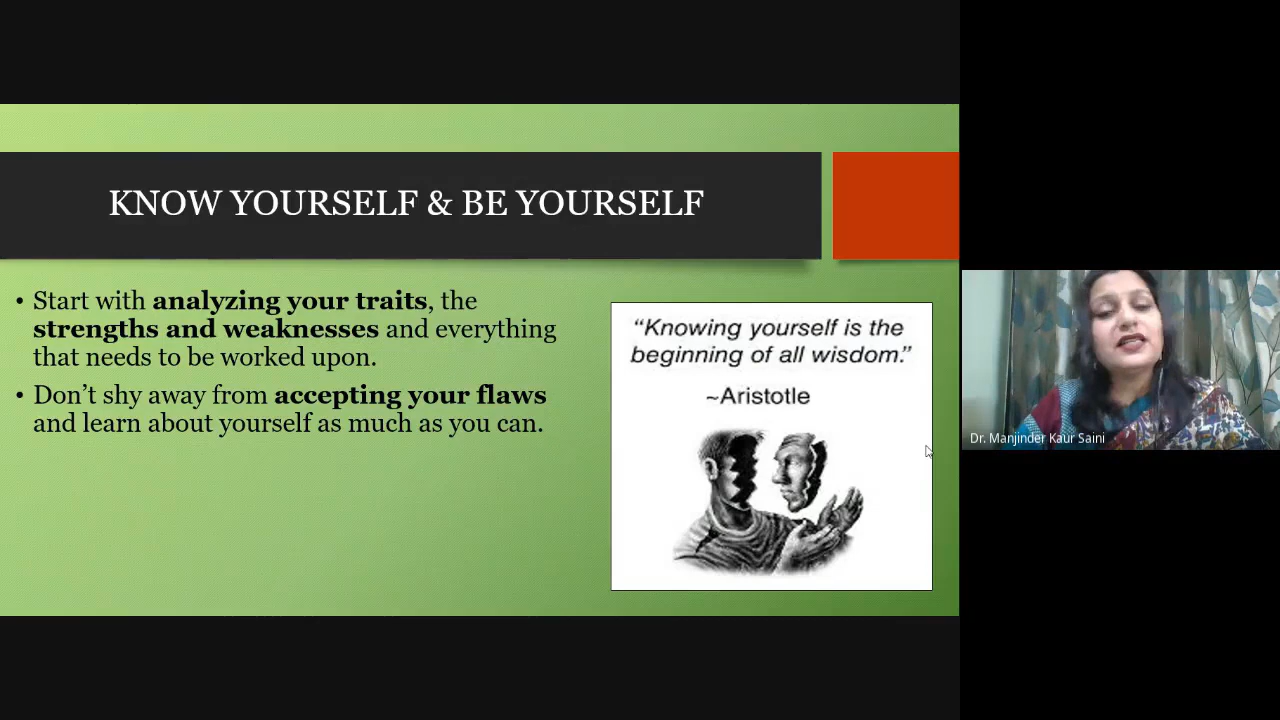 KNOW YOURSELF & BE YOURSELF
• Start with analyzing your traits, the
strengths and weaknesses and everything
that needs to be worked upon.
• Don’t shy away from accepting your flaws
and learn about yourself as much as you can.
“Knowing yourself is the
beginning of all wisdom.”
~Aristotle
Dr. Manjinder Kaur Saini